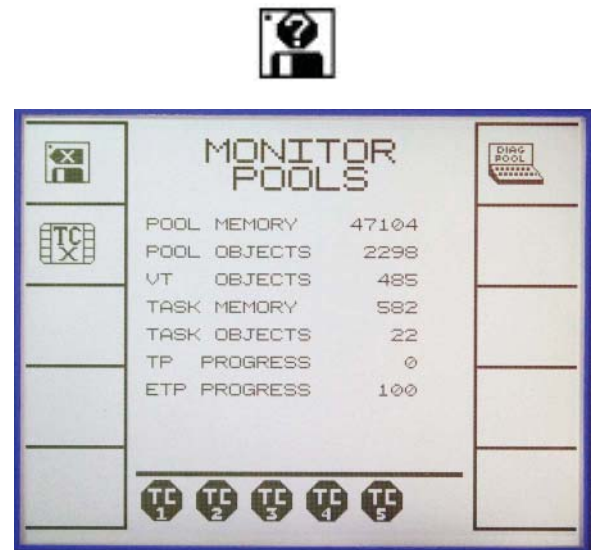 ?
X
MONITOR
POOLS
DIAG
POOL
TC
X
POOL MEMORY 47104
POOL OBJECTS 2298
VT OBJECTS 485
TASK MEMORY 582
TASK OBJECTS 22
TP PROGRESS 0
ETP PROGRESS 100
TC 1 TC 2 TC 3 TC 4 TC 5